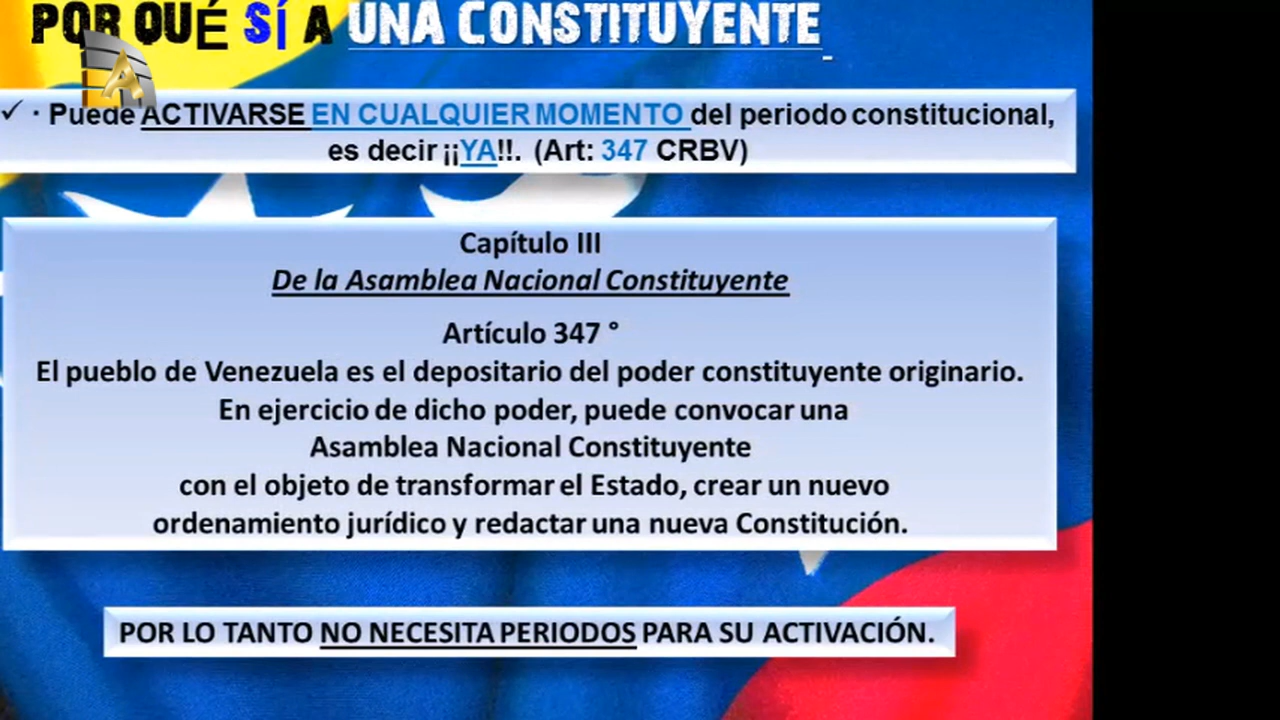 POR QUÉ SÍ A UNA CONSTITUYENTE
✓ · Puede ACTIVARSE EN CUALQUIER MOMENTO del periodo constitucional,
es decir ¡¡YA!!. (Art: 347 CRBV)
Capítulo III
De la Asamblea Nacional Constituyente
Artículo 347 °
El pueblo de Venezuela es el depositario del poder constituyente originario.
En ejercicio de dicho poder, puede convocar una
Asamblea Nacional Constituyente
con el objeto de transformar el Estado, crear un nuevo
ordenamiento jurídico y redactar una nueva Constitución.
POR LO TANTO NO NECESITA PERIODOS PARA SU ACTIVACIÓN.